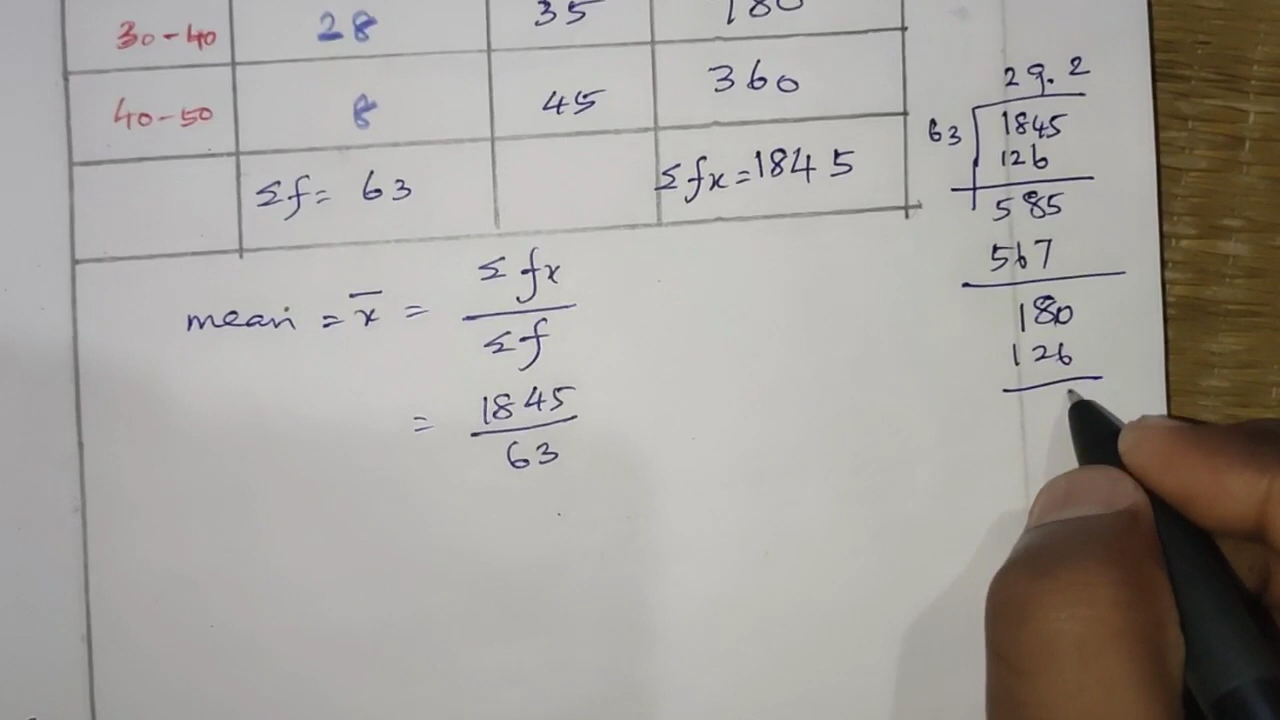 30-40 28 35 180
40-50 8 45 360
Σf= 63 Σfx=1845
mean = x̄ = Σfx / Σf
= 1845 / 63
29.2
63 1845
126
585
567
180
126